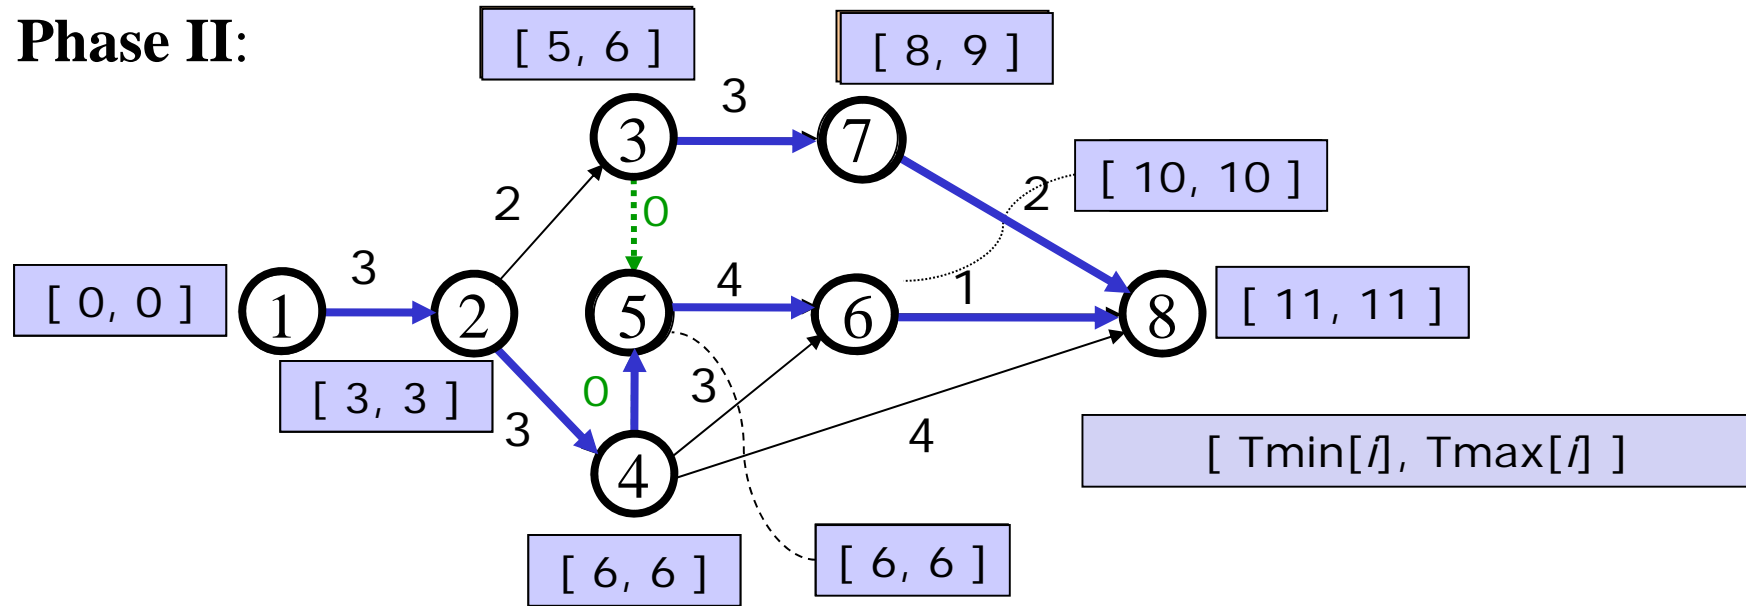 Phase II:
[ 5, 6 ]
[ 8, 9 ]
3
3
7
[ 10, 10 ]
2
2
0
[ 0, 0 ]
3
1
2
5
4
6
1
8
[ 11, 11 ]
[ 3, 3 ]
3
0
3
4
4
[ Tmin[i], Tmax[i] ]
[ 6, 6 ]
[ 6, 6 ]